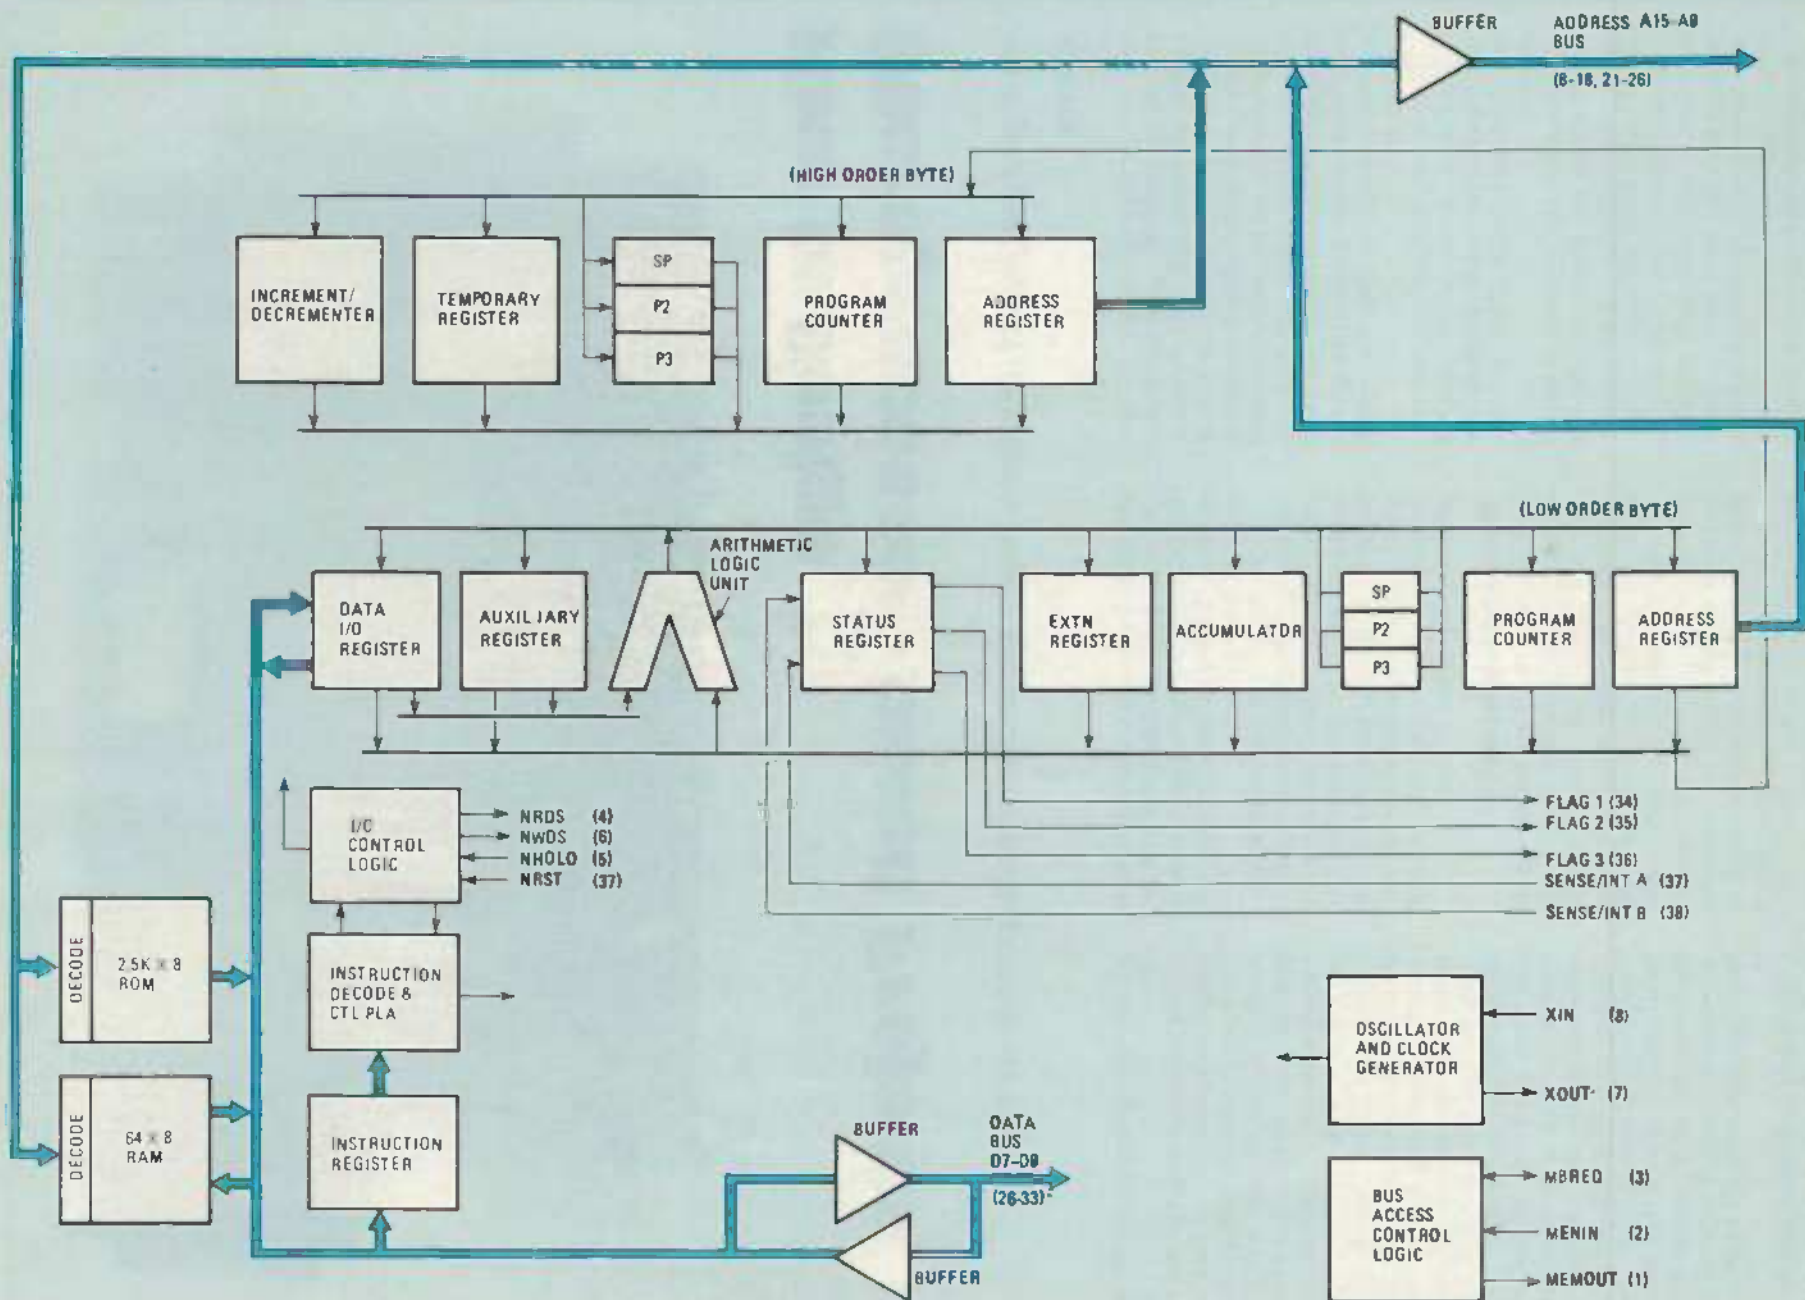 BUFFER
ADDRESS A15-A0
BUS
(8-18, 21-26)
(HIGH ORDER BYTE)
INCREMENT/
DECREMENTER
TEMPORARY
REGISTER
SP
P2
P3
PROGRAM
COUNTER
ADDRESS
REGISTER
(LOW ORDER BYTE)
ARITHMETIC
LOGIC
UNIT
DATA
I/O
REGISTER
AUXILIARY
REGISTER
STATUS
REGISTER
EXTN
REGISTER
ACCUMULATOR
SP
P2
P3
PROGRAM
COUNTER
ADDRESS
REGISTER
I/O
CONTROL
LOGIC
NRDS (4)
NWDS (6)
NHOLD (5)
NRST (37)
FLAG 1 (34)
FLAG 2 (35)
FLAG 3 (36)
SENSE/INT A (37)
SENSE/INT B (38)
DECODE
2.5K × 8
ROM
INSTRUCTION
DECODE &
CTL PLA
OSCILLATOR
AND CLOCK
GENERATOR
XIN (8)
XOUT (7)
DECODE
64 × 8
RAM
INSTRUCTION
REGISTER
BUFFER
DATA
BUS
D7-D0
(26-33)
BUFFER
BUS
ACCESS
CONTROL
LOGIC
MBREQ (3)
MENIN (2)
MEMOUT (1)